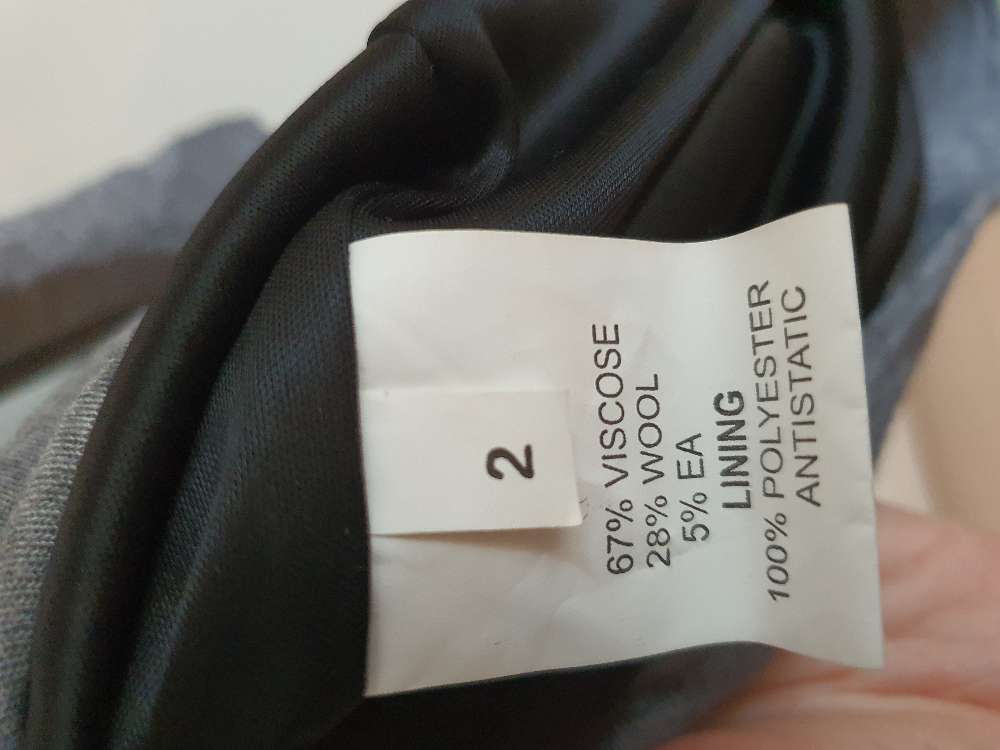 2
67% VISCOSE
28% WOOL
5% EA
LINING
100% POLYESTER
ANTISTATIC